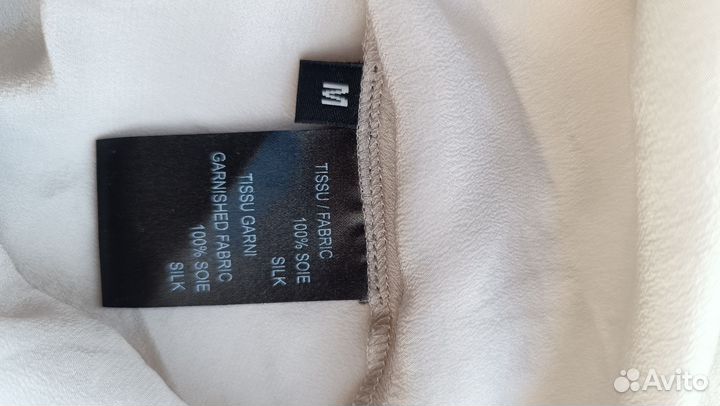 M
TISSU / FABRIC
100% SOIE
SILK
TISSU GARNI
GARNISHED FABRIC
100% SOIE
SILK
Avito